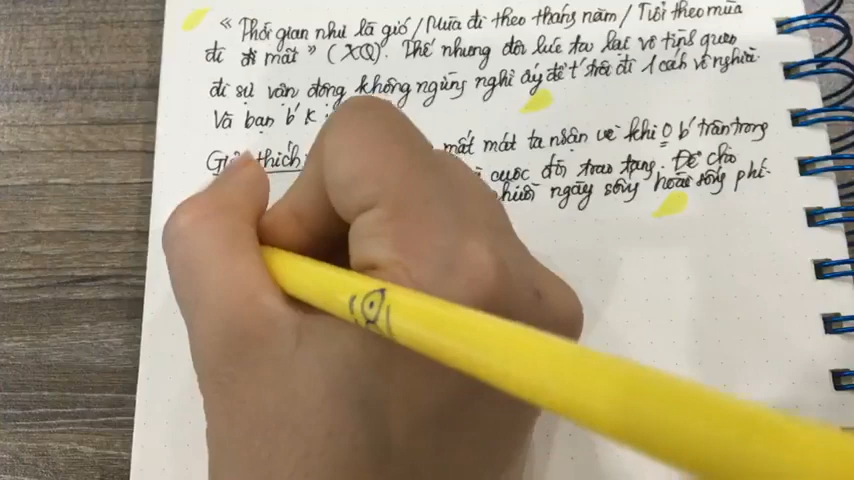 « Thời gian như là gió / Mùa đi theo tháng năm / Tuổi theo mùa
đi mất » (XQ). Thế nhưng đôi lúc ta lại vô tình quên
đi sự vận động không ngừng nghỉ ấy để t' trôi đi 1 cách vô nghĩa.
Và bạn b' k
Giải thích mất mát ta nhận về khi 0 b' trân trọng
cuộc đời trao tặng. Để cho
ngày sống hoài sống phí.